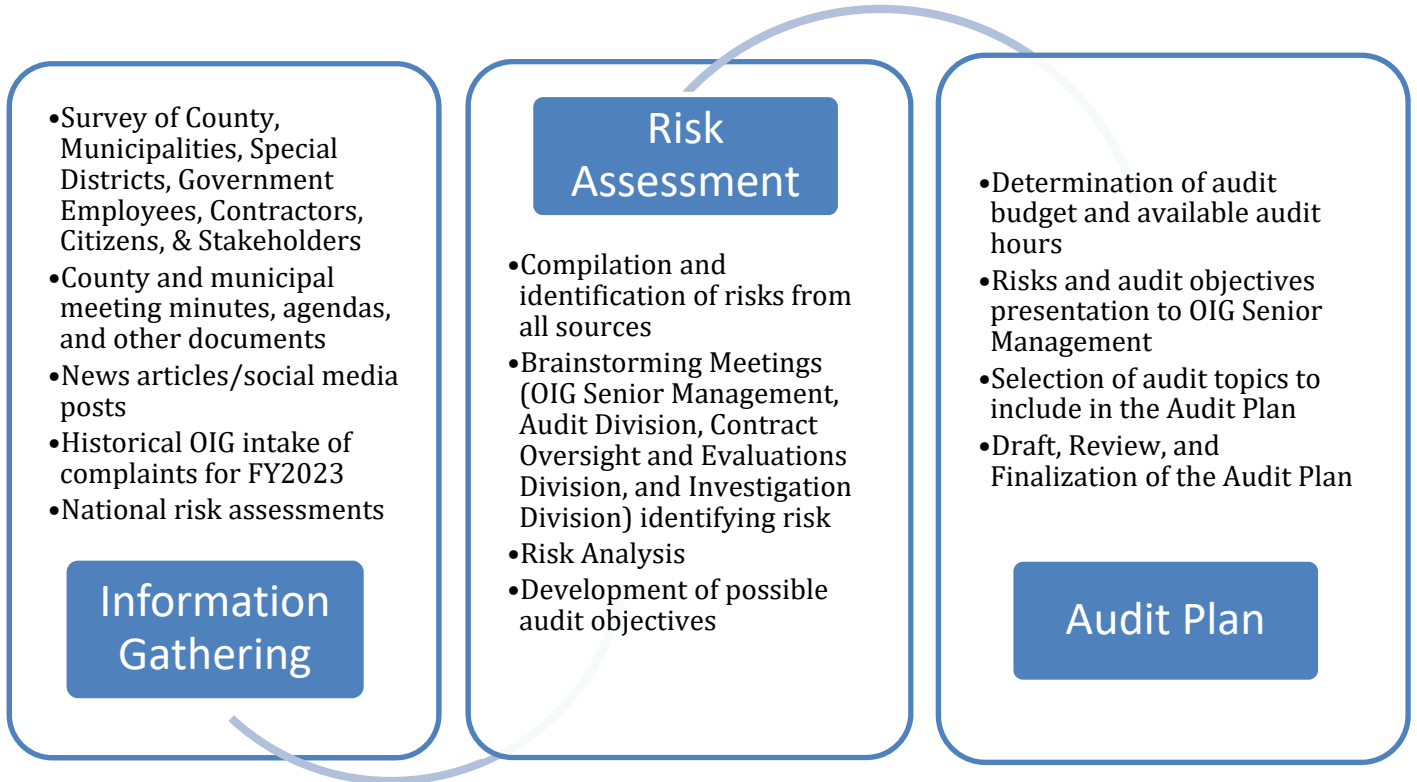 •Survey of County,
Municipalities, Special
Districts, Government
Employees, Contractors,
Citizens, & Stakeholders
•County and municipal
meeting minutes, agendas,
and other documents
•News articles/social media
posts
•Historical OIG intake of
complaints for FY2023
•National risk assessments
Information
Gathering
Risk
Assessment
•Compilation and
identification of risks from
all sources
•Brainstorming Meetings
(OIG Senior Management,
Audit Division, Contract
Oversight and Evaluations
Division, and Investigation
Division) identifying risk
•Risk Analysis
•Development of possible
audit objectives
•Determination of audit
budget and available audit
hours
•Risks and audit objectives
presentation to OIG Senior
Management
•Selection of audit topics to
include in the Audit Plan
•Draft, Review, and
Finalization of the Audit Plan
Audit Plan